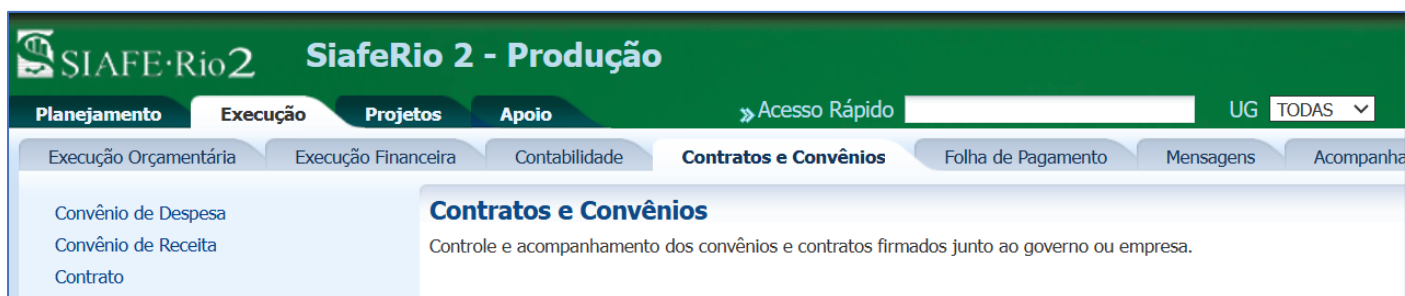 SIAFE·Rio2 SiafeRio 2 - Produção
Planejamento Execução Projetos Apoio Acesso Rápido UG TODAS
Execução Orçamentária Execução Financeira Contabilidade Contratos e Convênios Folha de Pagamento Mensagens Acompanha
Convênio de Despesa
Convênio de Receita
Contrato
Contratos e Convênios
Controle e acompanhamento dos convênios e contratos firmados junto ao governo ou empresa.